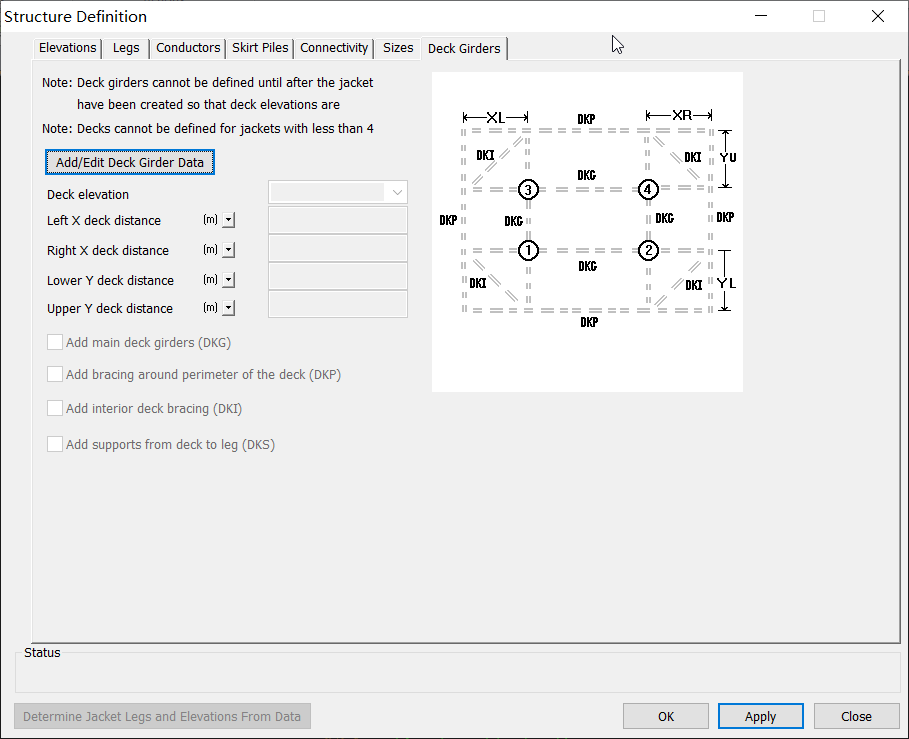 Structure Definition
Elevations Legs Conductors Skirt Piles Connectivity Sizes Deck Girders
Note: Deck girders cannot be defined until after the jacket
have been created so that deck elevations are
Note: Decks cannot be defined for jackets with less than 4
Add/Edit Deck Girder Data
Deck elevation
Left X deck distance (m)
Right X deck distance (m)
Lower Y deck distance (m)
Upper Y deck distance (m)
Add main deck girders (DKG)
Add bracing around perimeter of the deck (DKP)
Add interior deck bracing (DKI)
Add supports from deck to leg (DKS)
XL DKP XR
DKI DKI YU
DKG
3 4
DKP DKG DKG DKP
1 2
DKG
DKI DKI YL
DKP
Status
Determine Jacket Legs and Elevations From Data
OK Apply Close